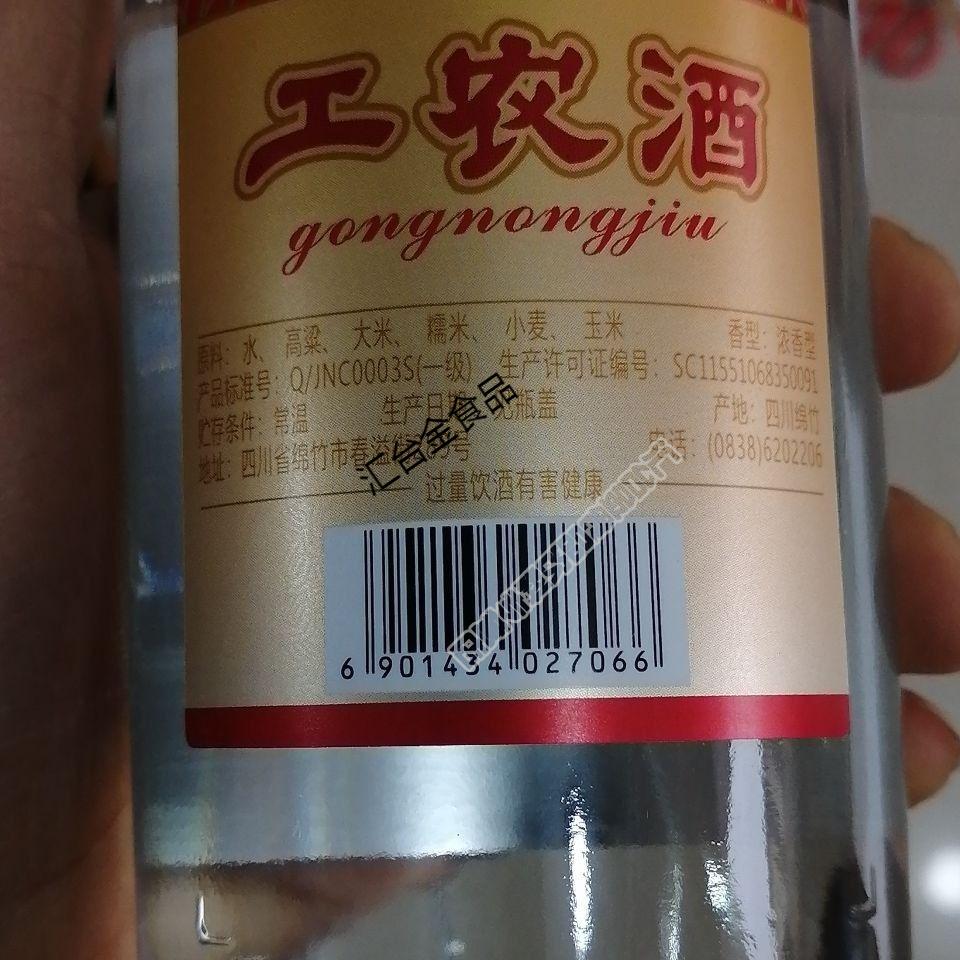 工农酒
gongnongjiu
原料：水、高粱、大米、糯米、小麦、玉米 香型：浓香型
产品标准号：Q/JNC0003S(一级) 生产许可证编号：SC11551068350091
贮存条件：常温 生产日期 见瓶盖 产地：四川绵竹
地址：四川省绵竹市春溢 号 电话：(0838)6202206
过量饮酒有害健康
汇台金食品
6 901434 027066